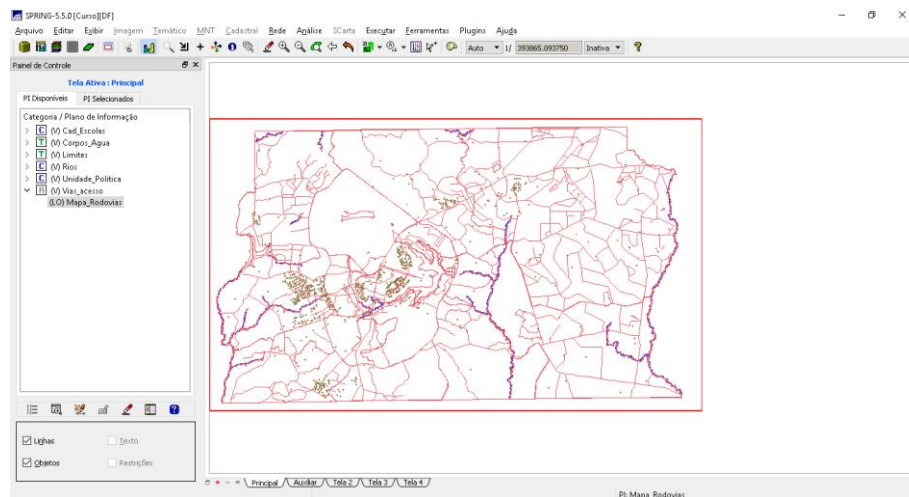 SPRING-5.5.0 [Curso][DF]
Arquivo Editar Exibir Imagem Temático MNT Cadastral Rede Análise SCarta Executar Ferramentas Plugins Ajuda
Auto 1/ 393865.093750 Inativa
Painel de Controle
Tela Ativa : Principal
PI Disponíveis PI Selecionados
Categoria / Plano de Informação
C (V) Cad_Escolas
T (V) Corpos_Agua
T (V) Limites
C (V) Rios
C (V) Unidade_Politica
(V) Vias_acesso
(LO) Mapa_Rodovias
Linhas Texto
Objetos Restrições
Principal Auxiliar Tela 2 Tela 3 Tela 4
PI: Mapa_Rodovias